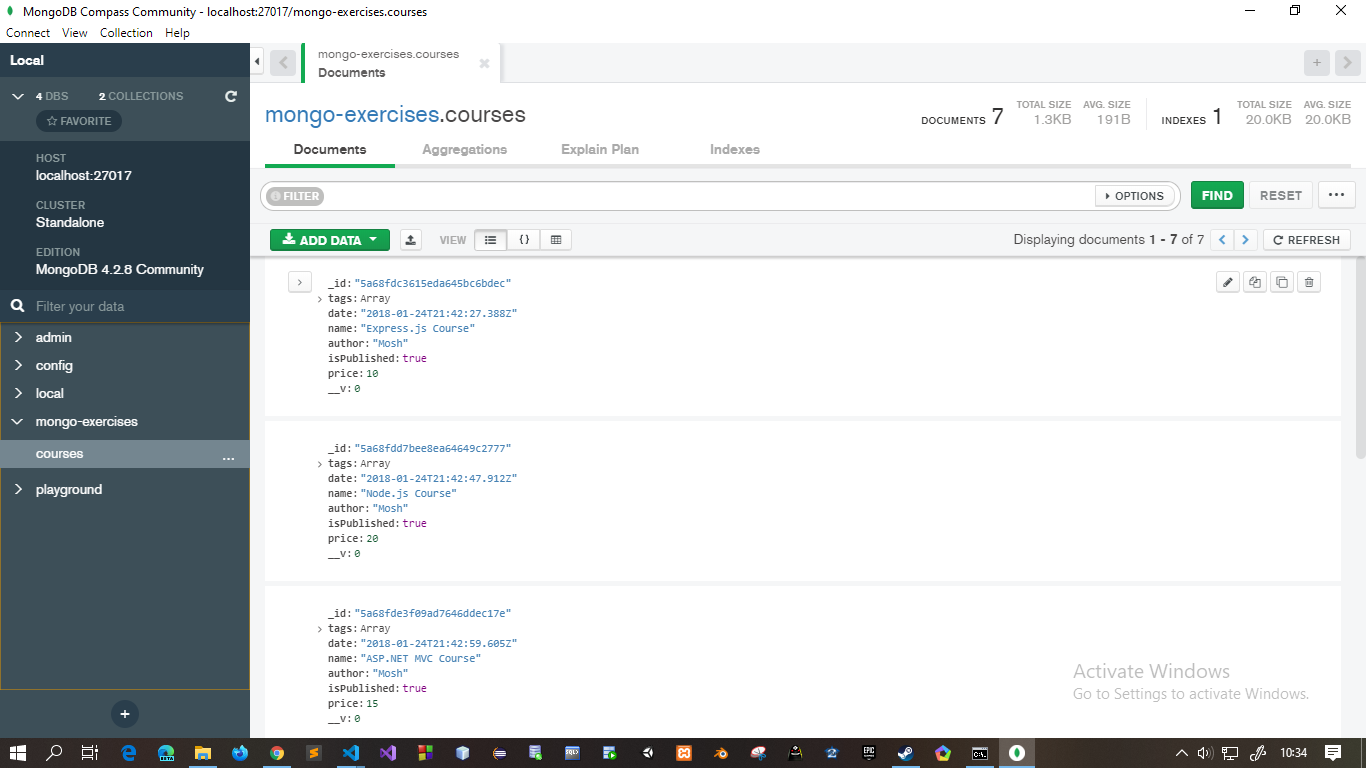 MongoDB Compass Community - localhost:27017/mongo-exercises.courses
Connect View Collection Help
Local
4 DBS 2 COLLECTIONS
FAVORITE
HOST
localhost:27017
CLUSTER
Standalone
EDITION
MongoDB 4.2.8 Community
Filter your data
admin
config
local
mongo-exercises
courses ...
playground
+
mongo-exercises.courses
Documents
mongo-exercises.courses
DOCUMENTS 7 TOTAL SIZE 1.3KB AVG. SIZE 191B INDEXES 1 TOTAL SIZE 20.0KB AVG. SIZE 20.0KB
Documents Aggregations Explain Plan Indexes
FILTER OPTIONS FIND RESET ...
ADD DATA VIEW {} Displaying documents 1 - 7 of 7 REFRESH
_id: "5a68fdc3615eda645bc6bdec"
tags: Array
date: "2018-01-24T21:42:27.388Z"
name: "Express.js Course"
author: "Mosh"
isPublished: true
price: 10
__v: 0
_id: "5a68fdd7bee8ea64649c2777"
tags: Array
date: "2018-01-24T21:42:47.912Z"
name: "Node.js Course"
author: "Mosh"
isPublished: true
price: 20
__v: 0
_id: "5a68fde3f09ad7646ddec17e"
tags: Array
date: "2018-01-24T21:42:59.605Z"
name: "ASP.NET MVC Course"
author: "Mosh"
isPublished: true
price: 15
__v: 0
Activate Windows
Go to Settings to activate Windows.
10:34